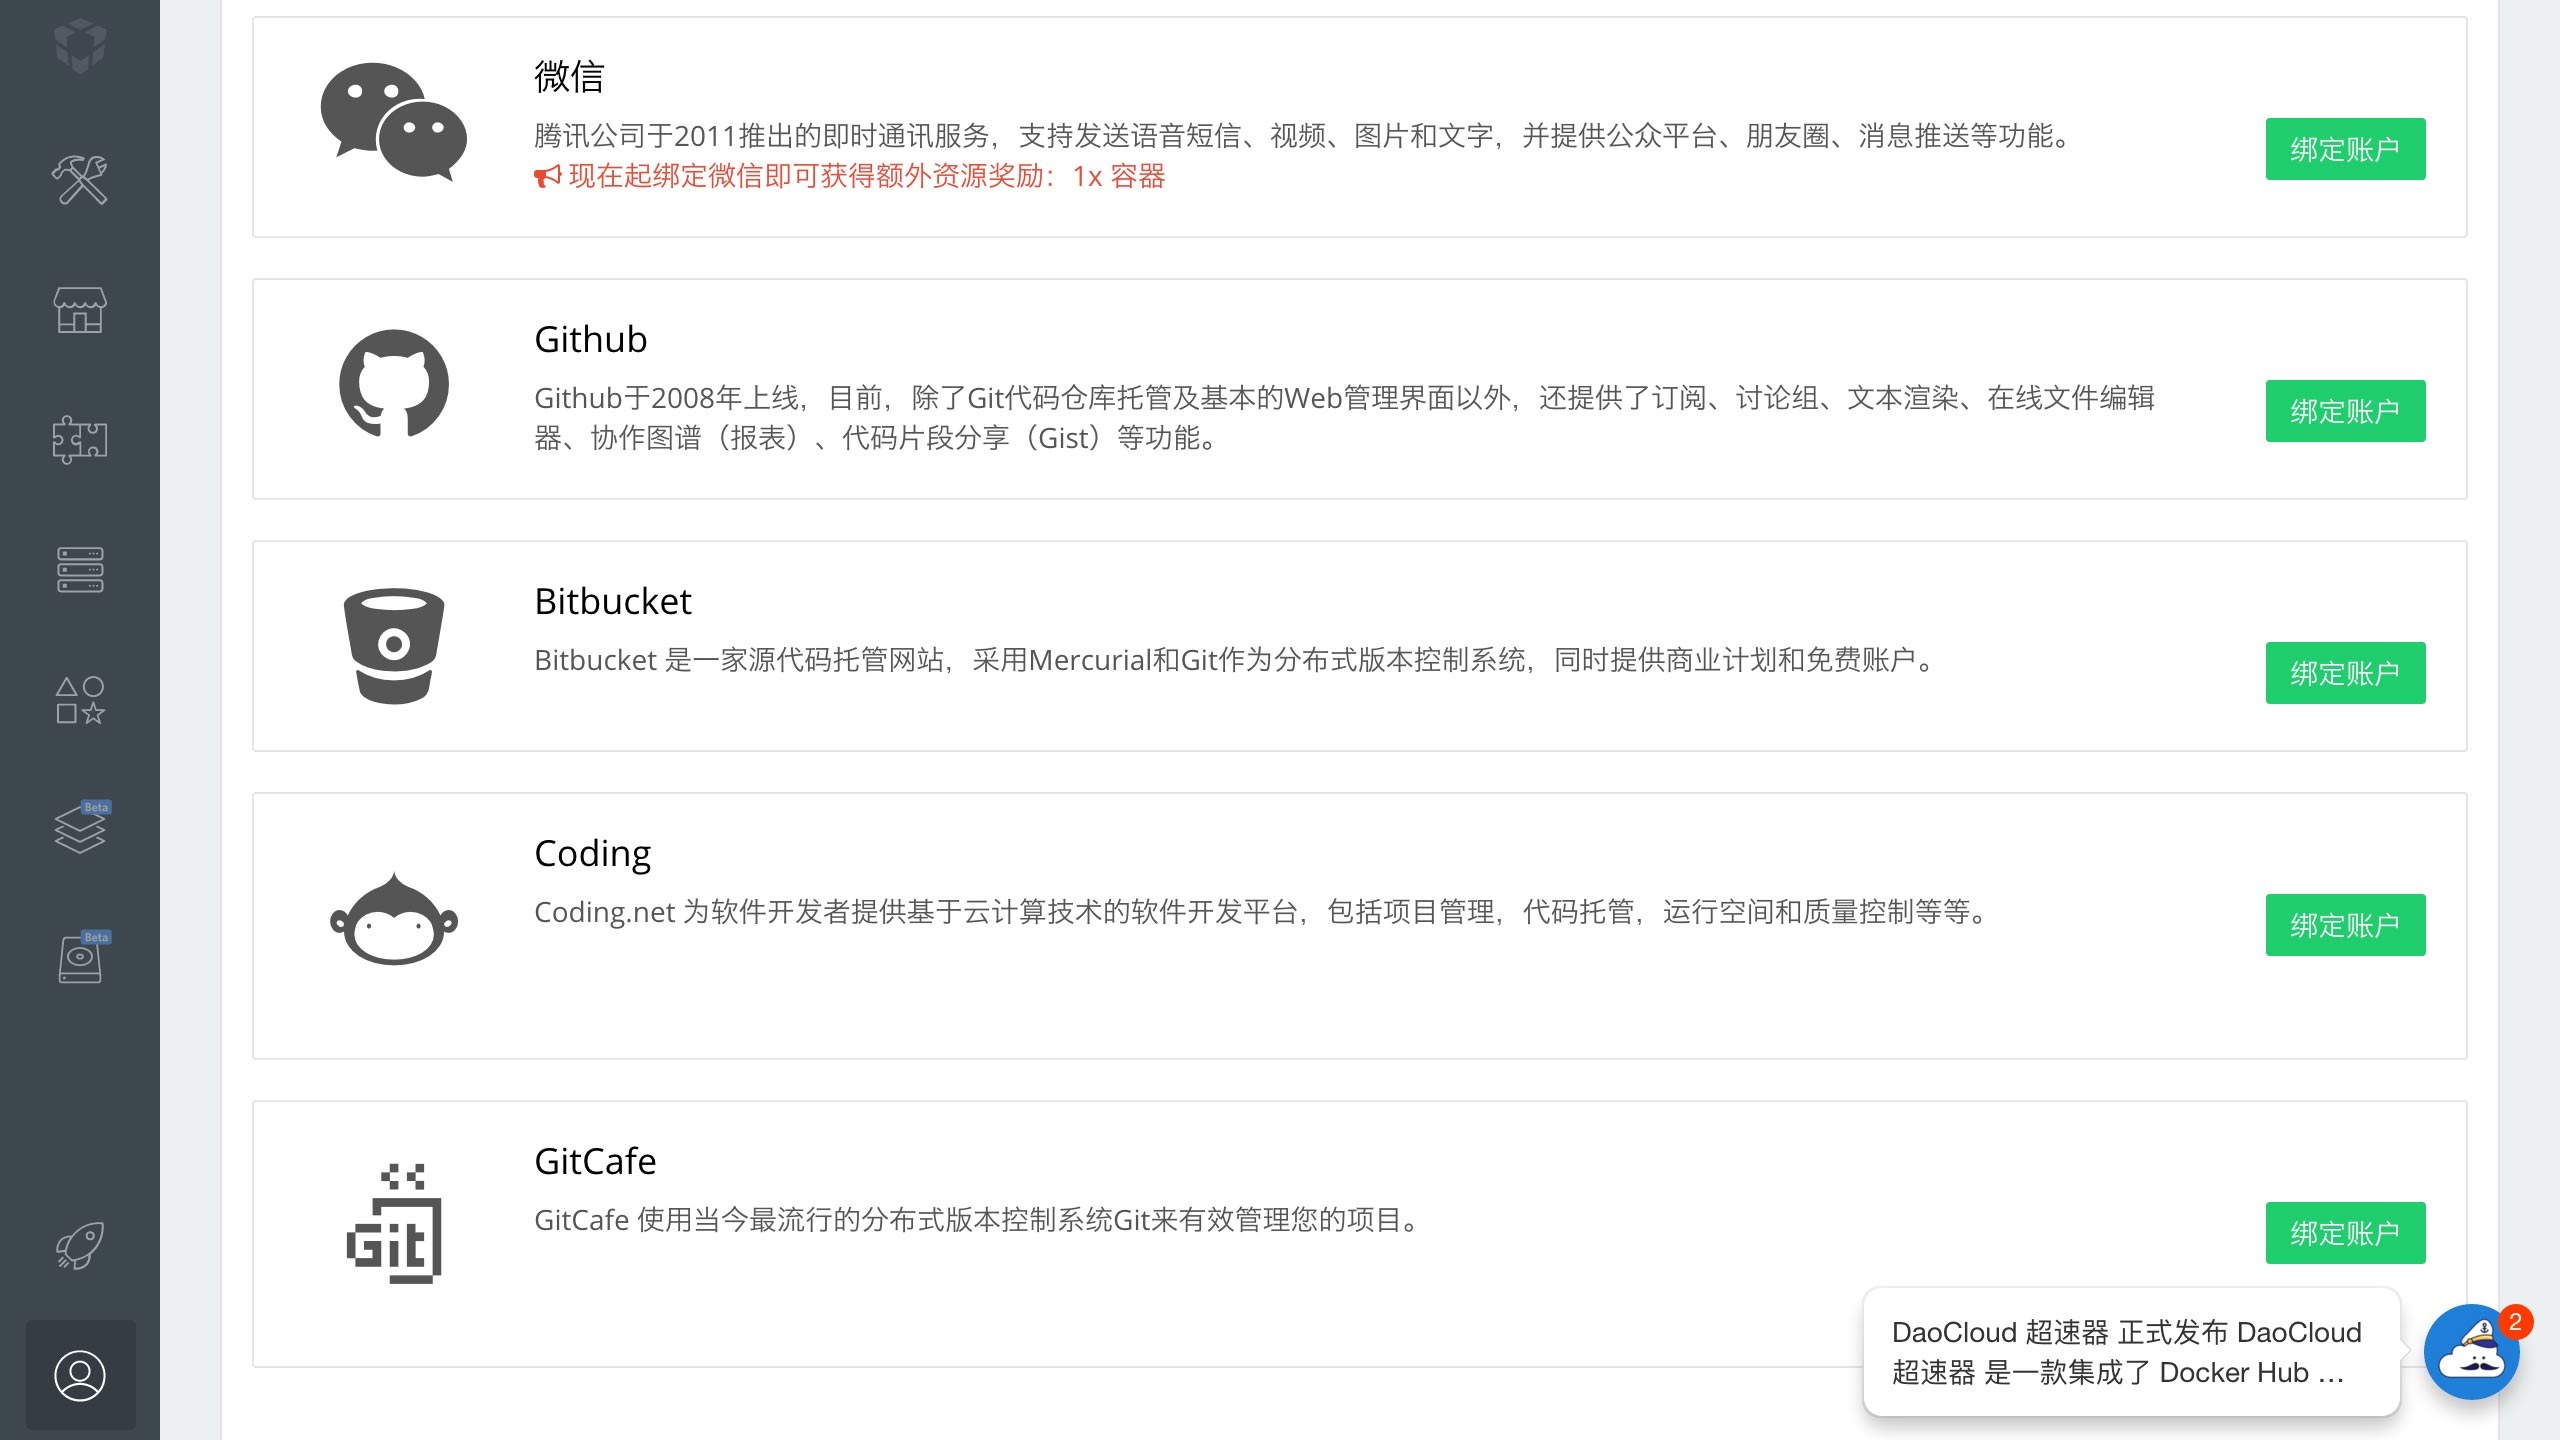 微信
腾讯公司于2011推出的即时通讯服务，支持发送语音短信、视频、图片和文字，并提供公众平台、朋友圈、消息推送等功能。
现在起绑定微信即可获得额外资源奖励：1x 容器
绑定账户
Github
Github于2008年上线，目前，除了Git代码仓库托管及基本的Web管理界面以外，还提供了订阅、讨论组、文本渲染、在线文件编辑
器、协作图谱（报表）、代码片段分享（Gist）等功能。
绑定账户
Bitbucket
Bitbucket 是一家源代码托管网站，采用Mercurial和Git作为分布式版本控制系统，同时提供商业计划和免费账户。
绑定账户
Beta
Coding
Coding.net 为软件开发者提供基于云计算技术的软件开发平台，包括项目管理，代码托管，运行空间和质量控制等等。
绑定账户
Beta
GitCafe
GitCafe 使用当今最流行的分布式版本控制系统Git来有效管理您的项目。
Git
绑定账户
DaoCloud 超速器 正式发布 DaoCloud
超速器 是一款集成了 Docker Hub ...
2